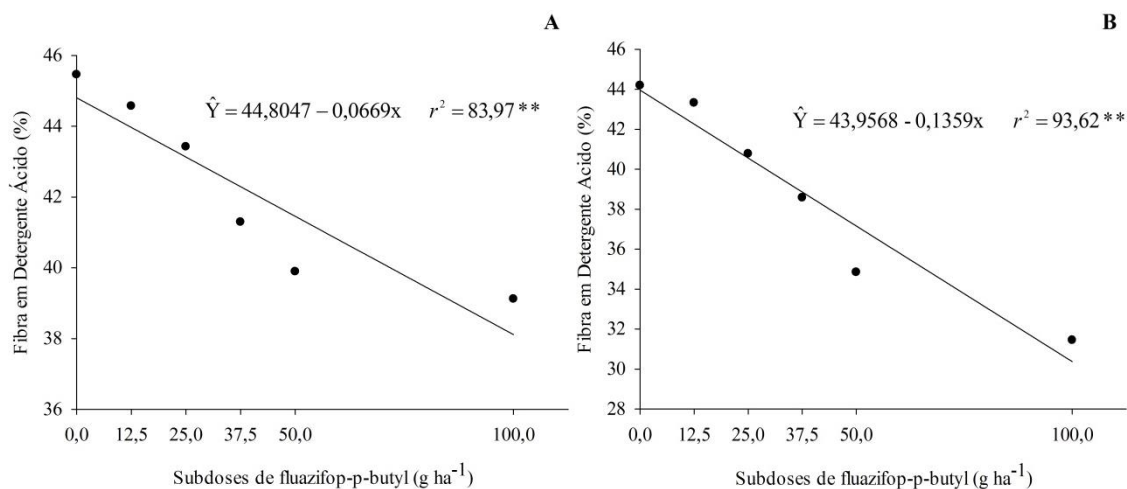 A
46
44
42
40
38
36
Fibra em Detergente Ácido (%)
Ŷ = 44,8047 – 0,0669x r² = 83,97 **
0,0 12,5 25,0 37,5 50,0 100,0
Subdoses de fluazifop-p-butyl (g ha⁻¹)
B
46
44
42
40
38
36
34
32
30
28
Fibra em Detergente Acido (%)
Ŷ = 43,9568 - 0,1359x r² = 93,62 **
0,0 12,5 25,0 37,5 50,0 100,0
Subdoses de fluazifop-p-butyl (g ha⁻¹)